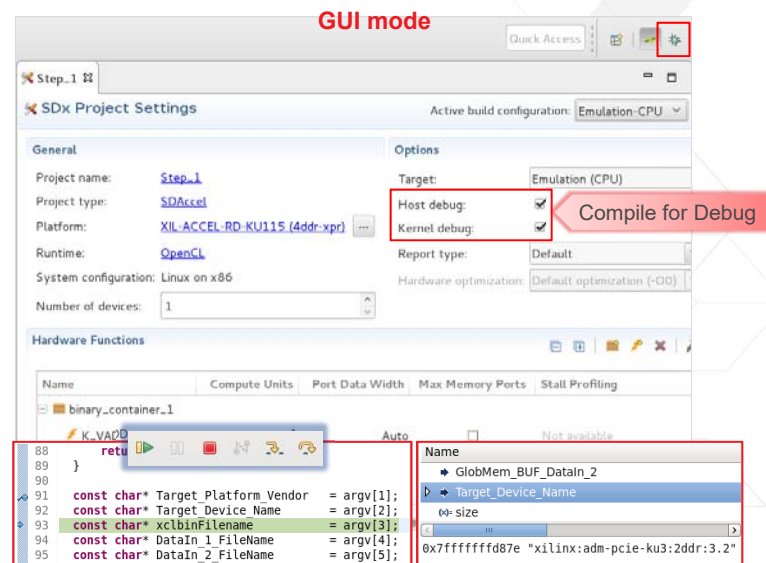 GUI mode
Quick Access
Step_1
SDx Project Settings
Active build configuration: Emulation-CPU
General
Options
Project name: Step_1
Target: Emulation (CPU)
Project type: SDAccel
Host debug:
Compile for Debug
Platform: XIL-ACCEL-RD-KU115 (4ddr-xpr) ...
Kernel debug:
Runtime: OpenCL
Report type: Default
System configuration: Linux on x86
Hardware optimization: Default optimization (-O0)
Number of devices: 1
Hardware Functions
Name Compute Units Port Data Width Max Memory Ports Stall Profiling
binary_container_1
Auto Not available
88 retu
89 }
90
91 const char* Target_Platform_Vendor = argv[1];
92 const char* Target_Device_Name = argv[2];
93 const char* xclbinFilename = argv[3];
94 const char* DataIn_1_FileName = argv[4];
95 const char* DataIn_2_FileName = argv[5];
Name
GlobMem_BUF_DataIn_2
Target_Device_Name
(x)= size
0x7fffffffd87e "xilinx:adm-pcie-ku3:2ddr:3.2"